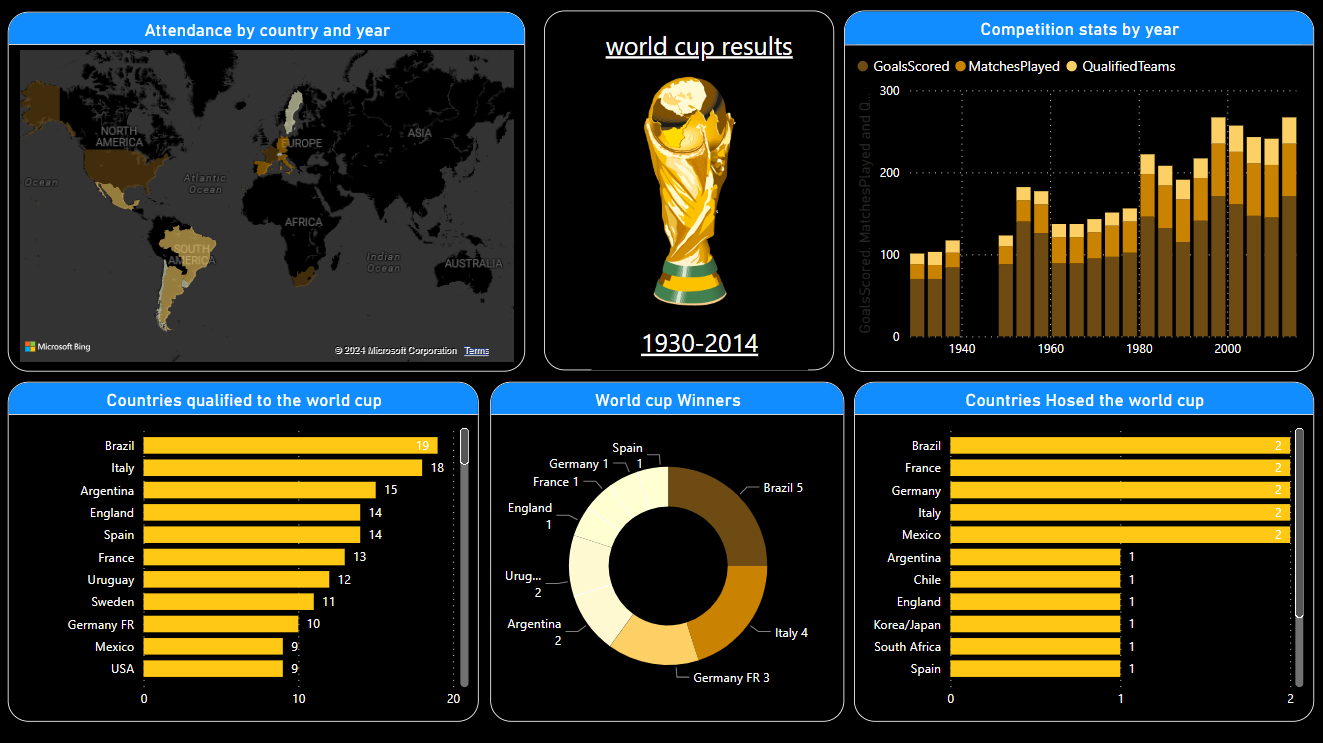 Attendance by country and year
NORTH
AMERICA
EUROPE
ASIA
Ocean
Atlantic
Ocean
AFRICA
SOUTH
AMERICA
Indian
Ocean
AUSTRALIA
Microsoft Bing
© 2024 Microsoft Corporation Terms
world cup results
1930-2014
Competition stats by year
GoalsScored MatchesPlayed QualifiedTeams
GoalsScored, MatchesPlayed and Q...
300
200
100
0
1940 1960 1980 2000
Countries qualified to the world cup
Brazil 19
Italy 18
Argentina 15
England 14
Spain 14
France 13
Uruguay 12
Sweden 11
Germany FR 10
Mexico 9
USA 9
0 10 20
World cup Winners
Spain
1
Germany 1
France 1
England
1
Urug...
2
Argentina
2
Brazil 5
Italy 4
Germany FR 3
Countries Hosed the world cup
Brazil 2
France 2
Germany 2
Italy 2
Mexico 2
Argentina 1
Chile 1
England 1
Korea/Japan 1
South Africa 1
Spain 1
0 1 2